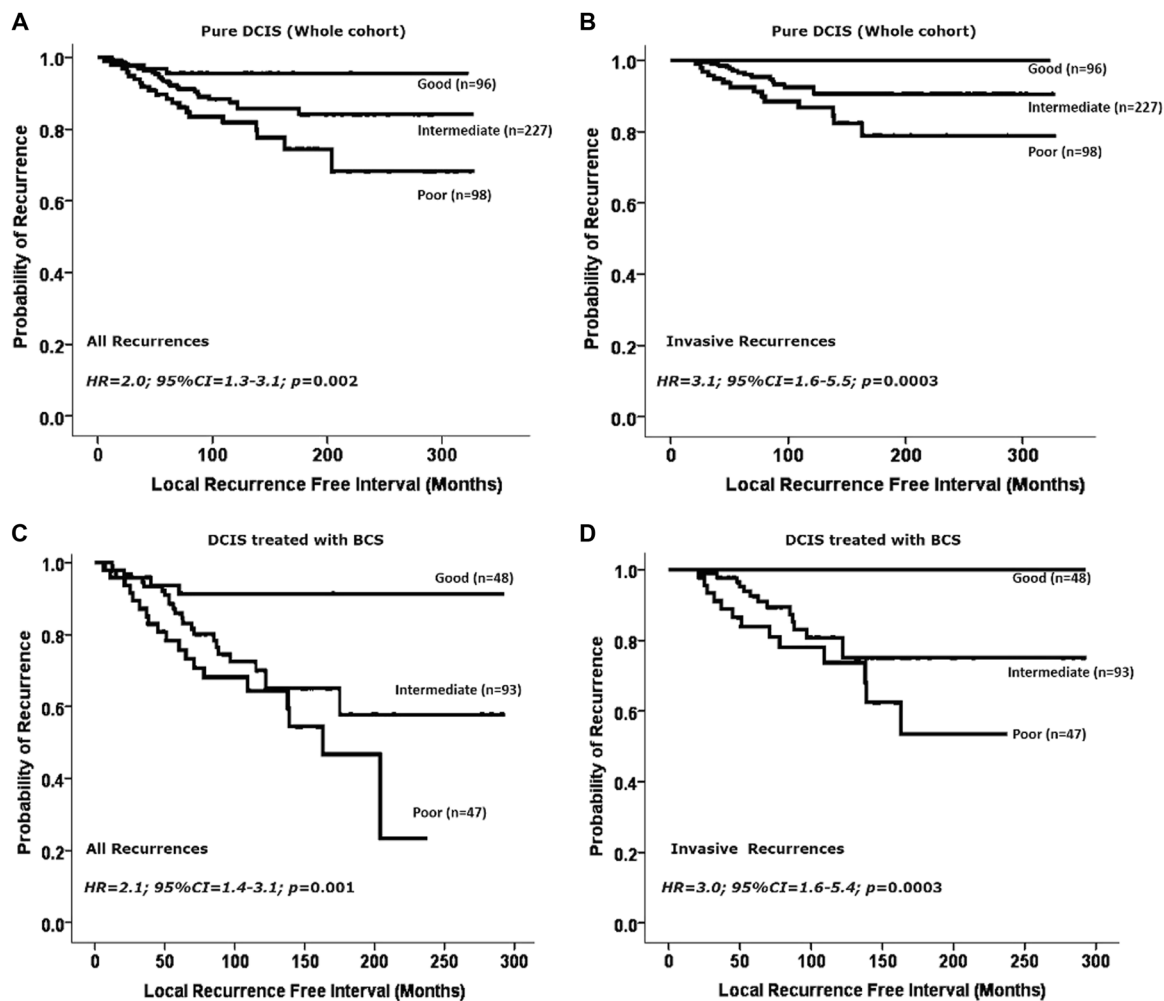 A
Pure DCIS (Whole cohort)
Probability of Recurrence
1.0
0.8
0.6
0.4
0.2
0.0
Good (n=96)
Intermediate (n=227)
Poor (n=98)
All Recurrences
HR=2.0; 95%CI=1.3-3.1; p=0.002
0 100 200 300
Local Recurrence Free Interval (Months)
B
Pure DCIS (Whole cohort)
Probability of Recurrence
1.0
0.8
0.6
0.4
0.2
0.0
Good (n=96)
Intermediate (n=227)
Poor (n=98)
Invasive Recurrences
HR=3.1; 95%CI=1.6-5.5; p=0.0003
0 100 200 300
Local Recurrence Free Interval (Months)
C
DCIS treated with BCS
Probability of Recurrence
1.0
0.8
0.6
0.4
0.2
0.0
Good (n=48)
Intermediate (n=93)
Poor (n=47)
All Recurrences
HR=2.1; 95%CI=1.4-3.1; p=0.001
0 50 100 150 200 250 300
Local Recurrence Free Interval (Months)
D
DCIS treated with BCS
Probability of Recurrence
1.0
0.8
0.6
0.4
0.2
0.0
Good (n=48)
Intermediate (n=93)
Poor (n=47)
Invasive Recurrences
HR=3.0; 95%CI=1.6-5.4; p=0.0003
0 50 100 150 200 250 300
Local Recurrence Free Interval (Months)